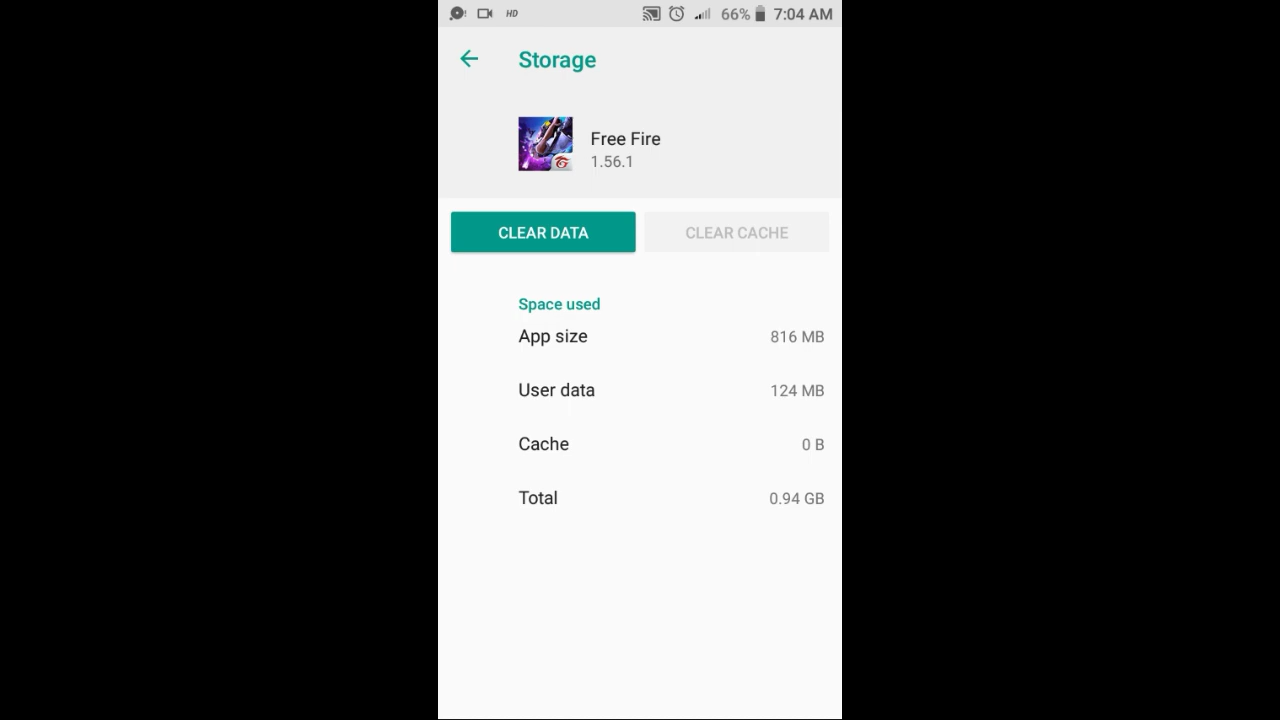 HD 66% 7:04 AM
Storage
Free Fire
1.56.1
CLEAR DATA CLEAR CACHE
Space used
App size 816 MB
User data 124 MB
Cache 0 B
Total 0.94 GB